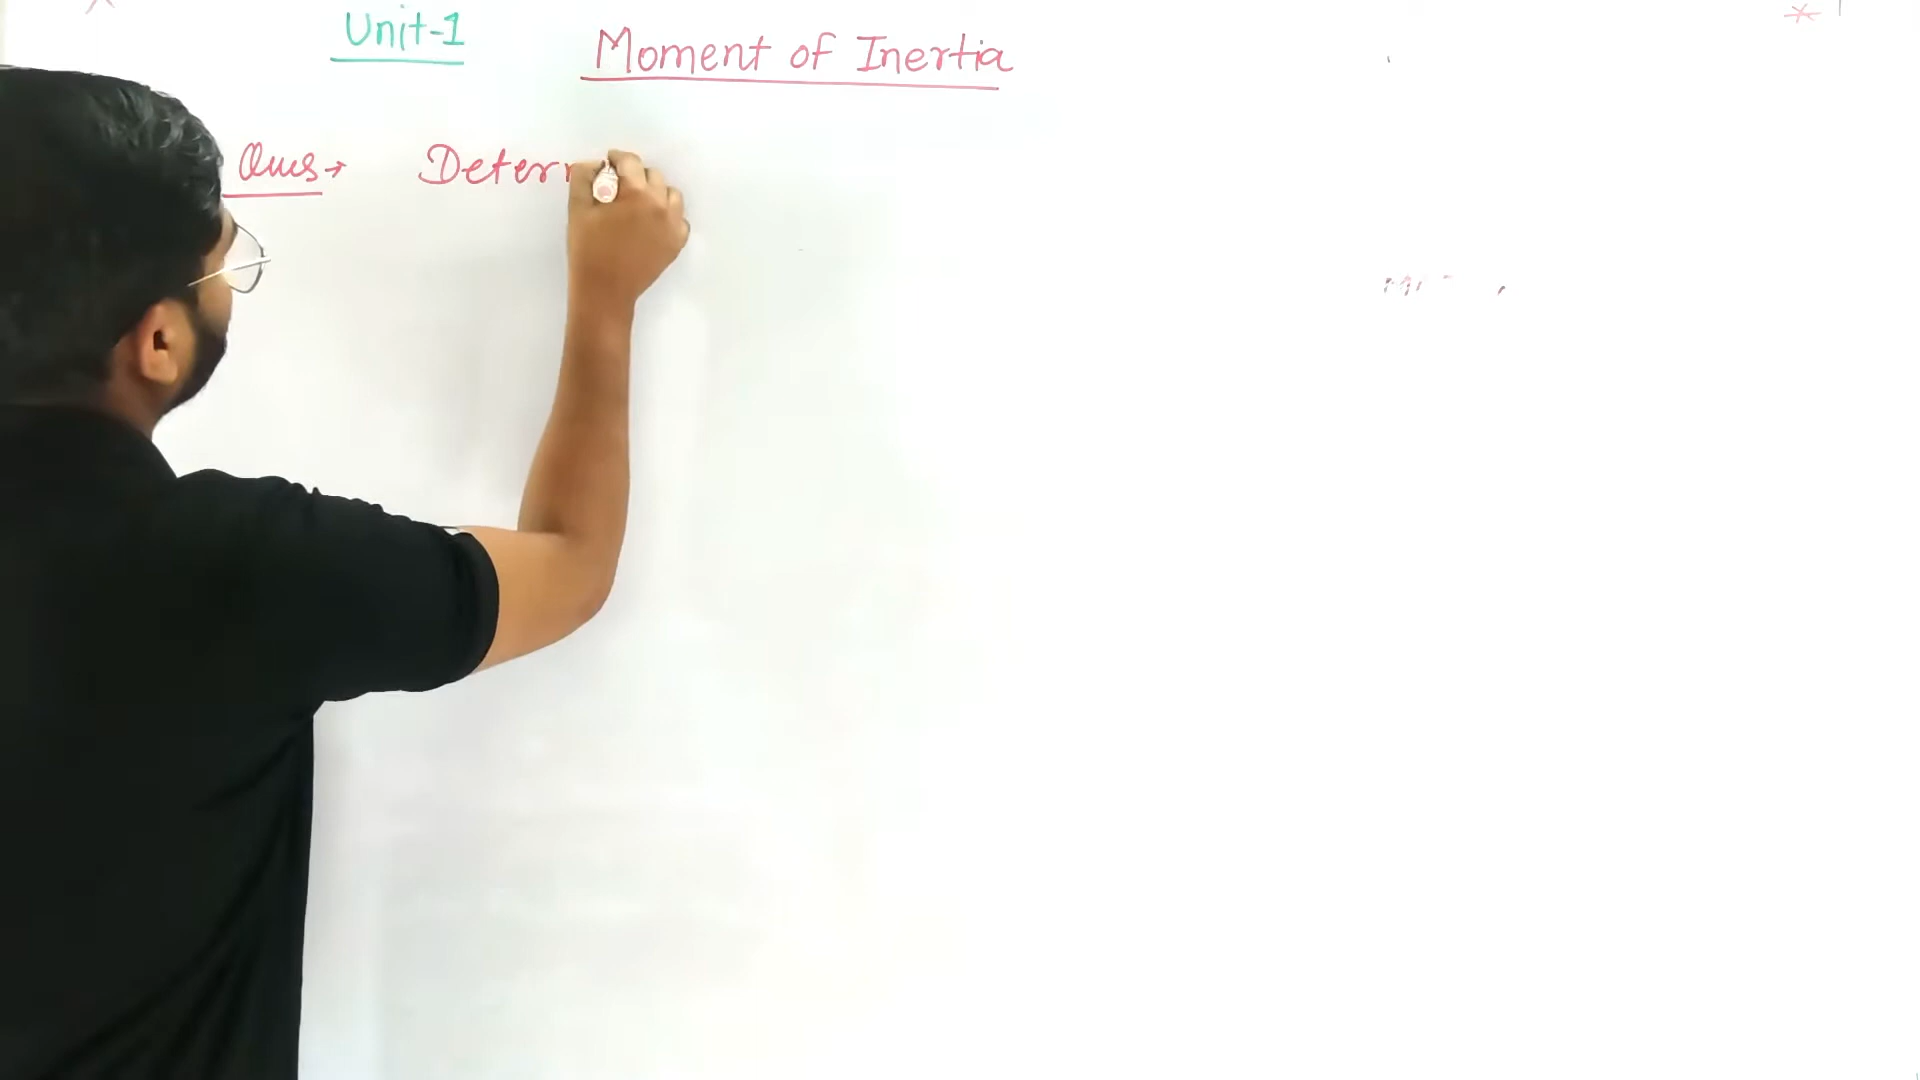 Unit-1
Moment of Inertia
Ques→ Deter